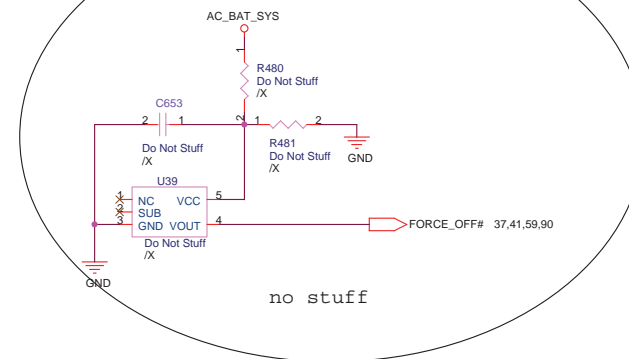 AC_BAT_SYS
1
R480
Do Not Stuff
/X
2
C653
2 1
Do Not Stuff
/X
1 2
R481
Do Not Stuff
/X
GND
U39
1 NC VCC 5
2 SUB
3 GND VOUT 4
Do Not Stuff
/X
FORCE_OFF# 37,41,59,90
GND
no stuff